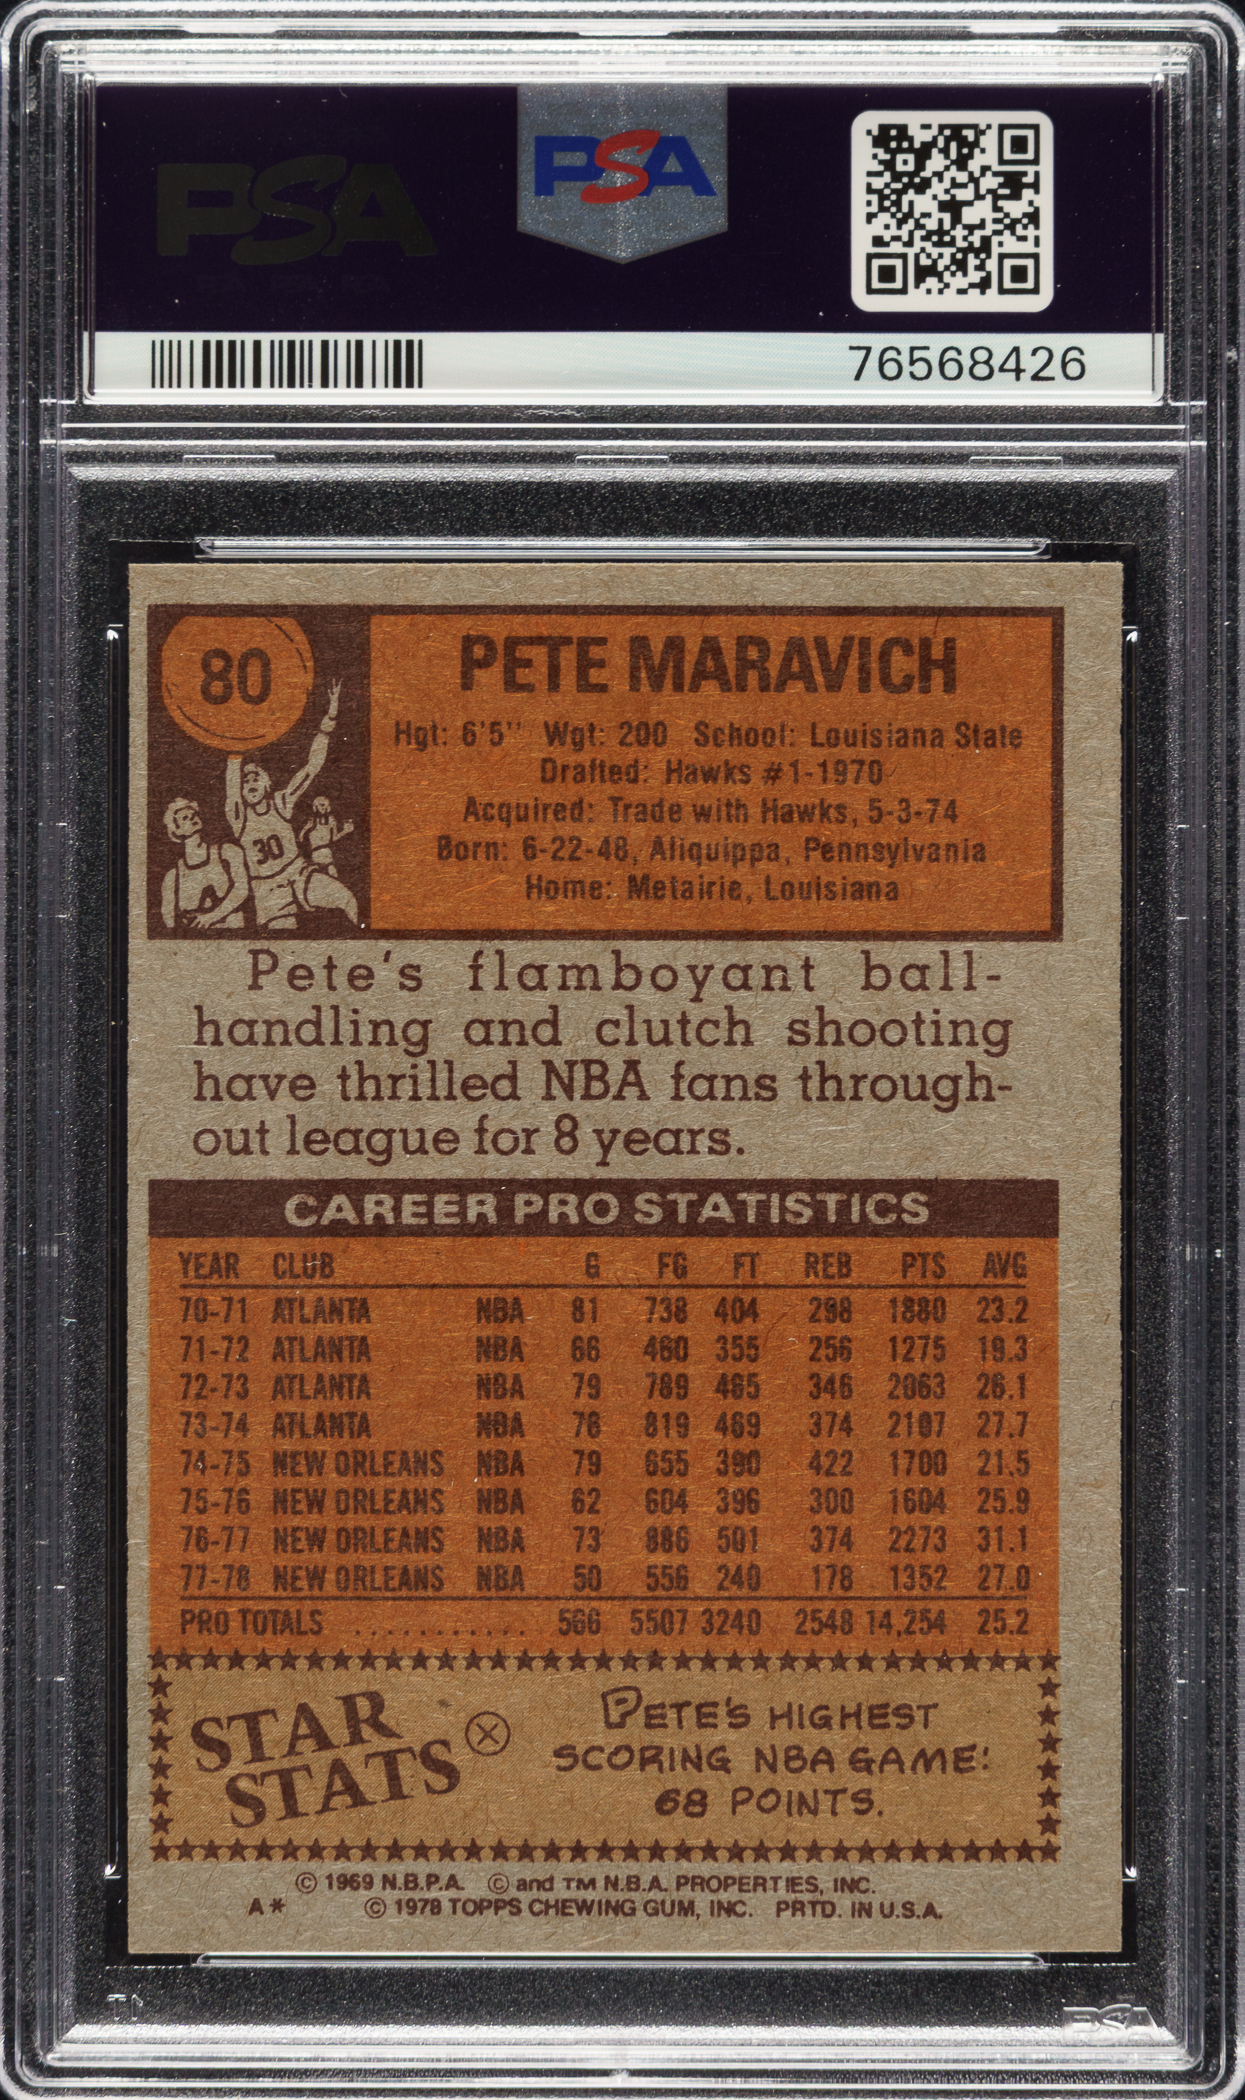 PSA
PSA
76568426
80
30
PETE MARAVICH
Hgt: 6'5" Wgt: 200 School: Louisiana State
Drafted: Hawks #1-1970
Acquired: Trade with Hawks, 5-3-74
Born: 6-22-48, Aliquippa, Pennsylvania
Home: Metairie, Louisiana
Pete's flamboyant ball-
handling and clutch shooting
have thrilled NBA fans through-
out league for 8 years.
CAREER PRO STATISTICS
YEAR CLUB G FG FT REB PTS AVG
70-71 ATLANTA NBA 81 738 404 298 1880 23.2
71-72 ATLANTA NBA 66 460 355 256 1275 19.3
72-73 ATLANTA NBA 79 789 485 346 2063 26.1
73-74 ATLANTA NBA 76 819 469 374 2107 27.7
74-75 NEW ORLEANS NBA 79 655 390 422 1700 21.5
75-76 NEW ORLEANS NBA 62 604 396 300 1604 25.9
76-77 NEW ORLEANS NBA 73 886 501 374 2273 31.1
77-78 NEW ORLEANS NBA 50 556 240 178 1352 27.0
PRO TOTALS ........... 566 5507 3240 2548 14,254 25.2
STAR
STATS
PETE'S HIGHEST
SCORING NBA GAME:
68 POINTS.
© 1969 N.B.P.A. © and TM N.B.A. PROPERTIES, INC.
A* © 1978 TOPPS CHEWING GUM, INC. PRTD. IN U.S.A.
PSA